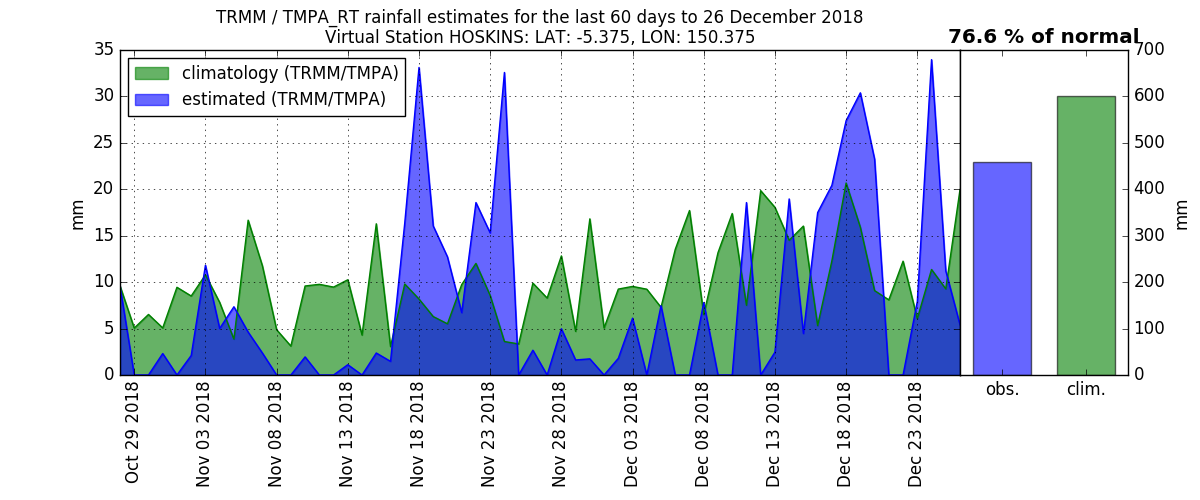 TRMM / TMPA_RT rainfall estimates for the last 60 days to 26 December 2018
Virtual Station HOSKINS: LAT: -5.375, LON: 150.375
76.6 % of normal
climatology (TRMM/TMPA)
estimated (TRMM/TMPA)
35
30
25
20
15
10
5
0
mm
Oct 29 2018
Nov 03 2018
Nov 08 2018
Nov 13 2018
Nov 18 2018
Nov 23 2018
Nov 28 2018
Dec 03 2018
Dec 08 2018
Dec 13 2018
Dec 18 2018
Dec 23 2018
obs.
clim.
700
600
500
400
300
200
100
0
mm